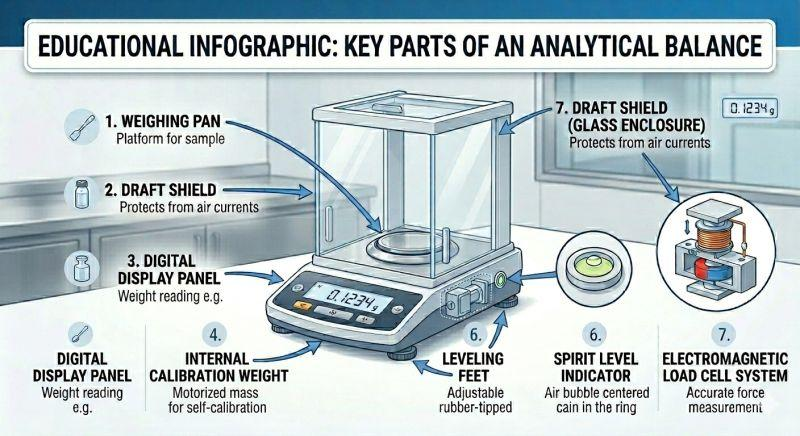 EDUCATIONAL INFOGRAPHIC: KEY PARTS OF AN ANALYTICAL BALANCE
1. WEIGHING PAN
Platform for sample
2. DRAFT SHIELD
Protects from air currents
3. DIGITAL
DISPLAY PANEL
Weight reading e.g.
7. DRAFT SHIELD
(GLASS ENCLOSURE)
Protects from air currents
0.1234g
0.1234g
DIGITAL
DISPLAY PANEL
Weight reading
e.g.
4.
INTERNAL
CALIBRATION WEIGHT
Motorized mass
for self-calibration
6.
LEVELING
FEET
Adjustable
rubber-tipped
6.
SPIRIT LEVEL
INDICATOR
Air bubble centered
cain in the ring
7.
ELECTROMAGNETIC
LOAD CELL SYSTEM
Accurate force
measurement